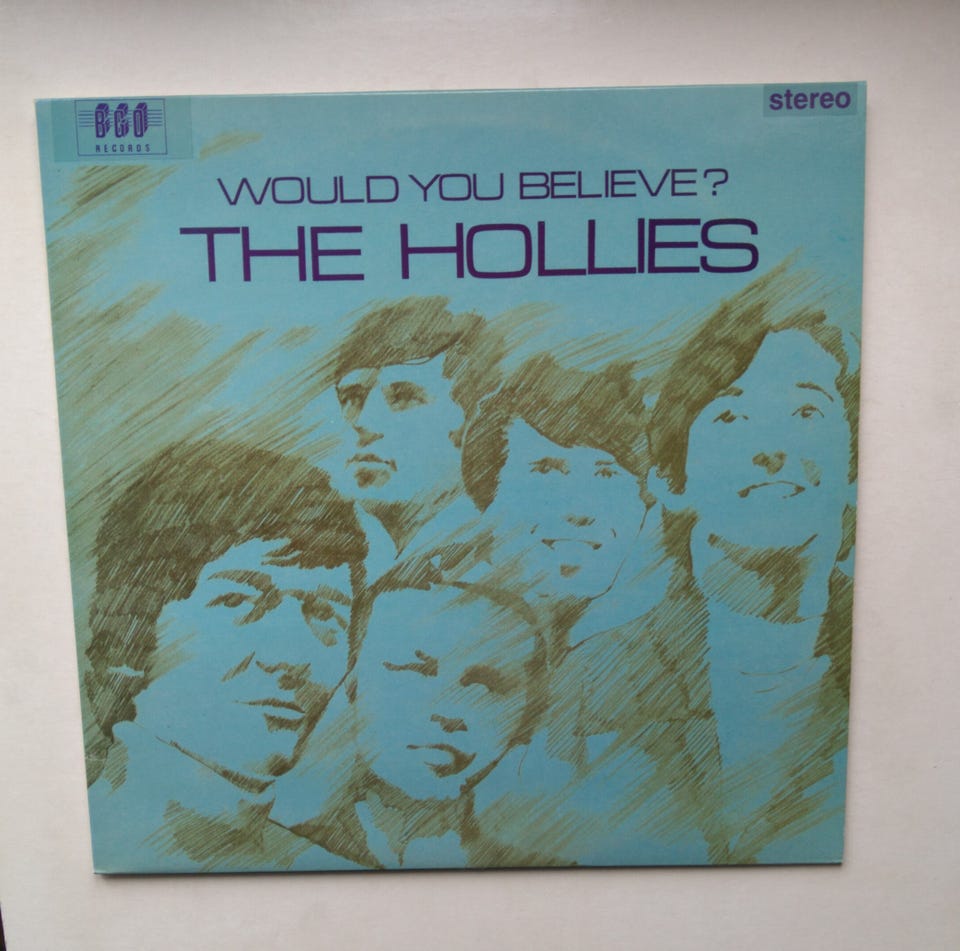 BGO
RECORDS
stereo
WOULD YOU BELIEVE?
THE HOLLIES